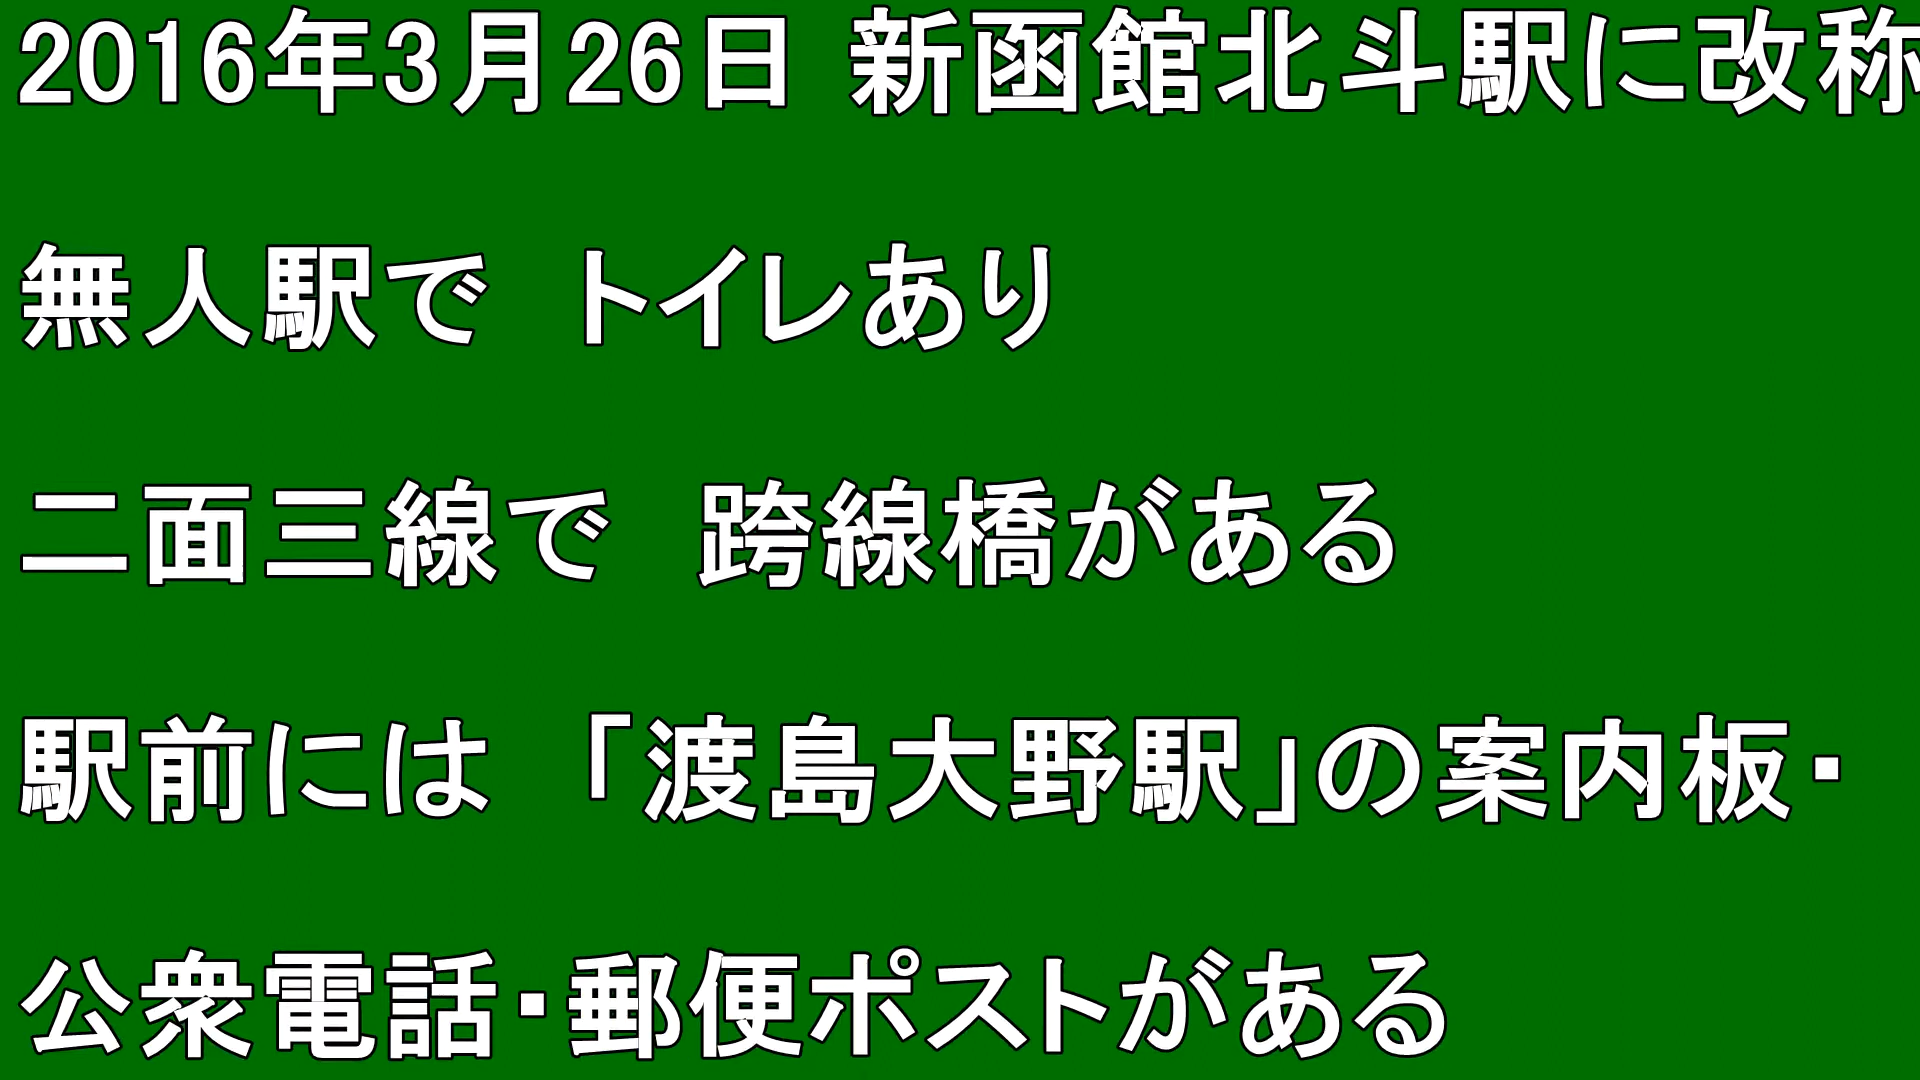 2016年3月26日 新函館北斗駅に改称
無人駅で　トイレあり
二面三線で　跨線橋がある
駅前には　「渡島大野駅」の案内板・
公衆電話・郵便ポストがある